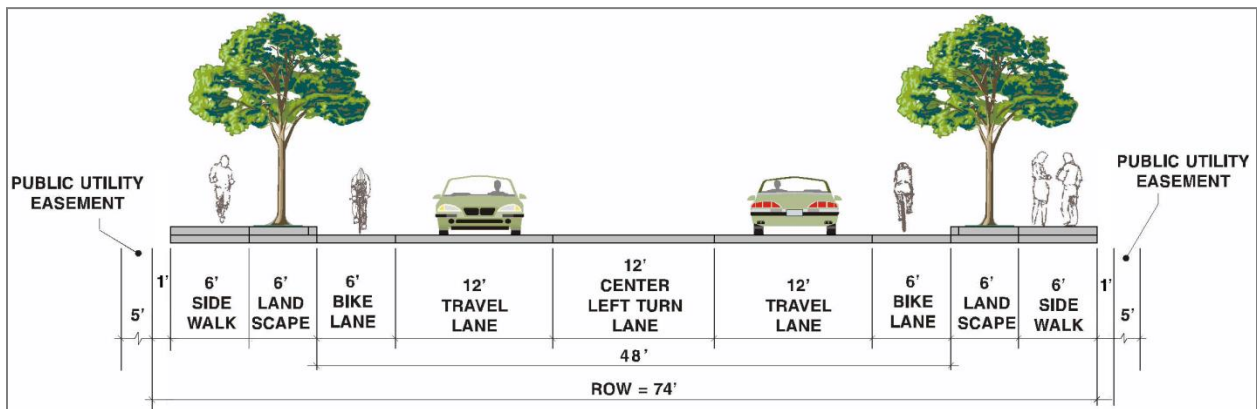 PUBLIC UTILITY
EASEMENT
PUBLIC UTILITY
EASEMENT
5'
1'
6'
SIDE
WALK
6'
LAND
SCAPE
6'
BIKE
LANE
12'
TRAVEL
LANE
12'
CENTER
LEFT TURN
LANE
12'
TRAVEL
LANE
6'
BIKE
LANE
6'
LAND
SCAPE
6'
SIDE
WALK
1'
5'
48'
ROW = 74'